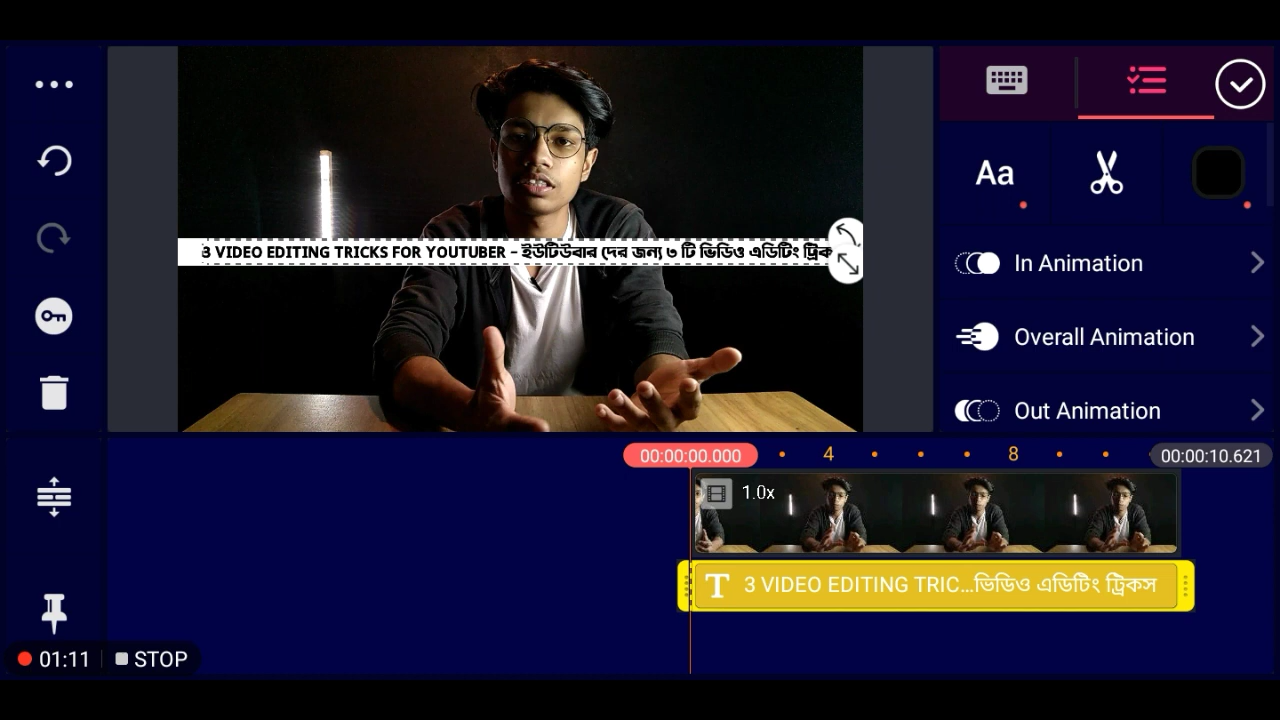 3 VIDEO EDITING TRICKS FOR YOUTUBER - ইউটিউবার দের জন্য ৩ টি ভিডিও এডিটিং ট্রিক
Aa
In Animation
Overall Animation
Out Animation
00:00:00.000
4
8
00:00:10.621
1.0x
T 3 VIDEO EDITING TRIC...ভিডিও এডিটিং ট্রিকস
01:11 STOP